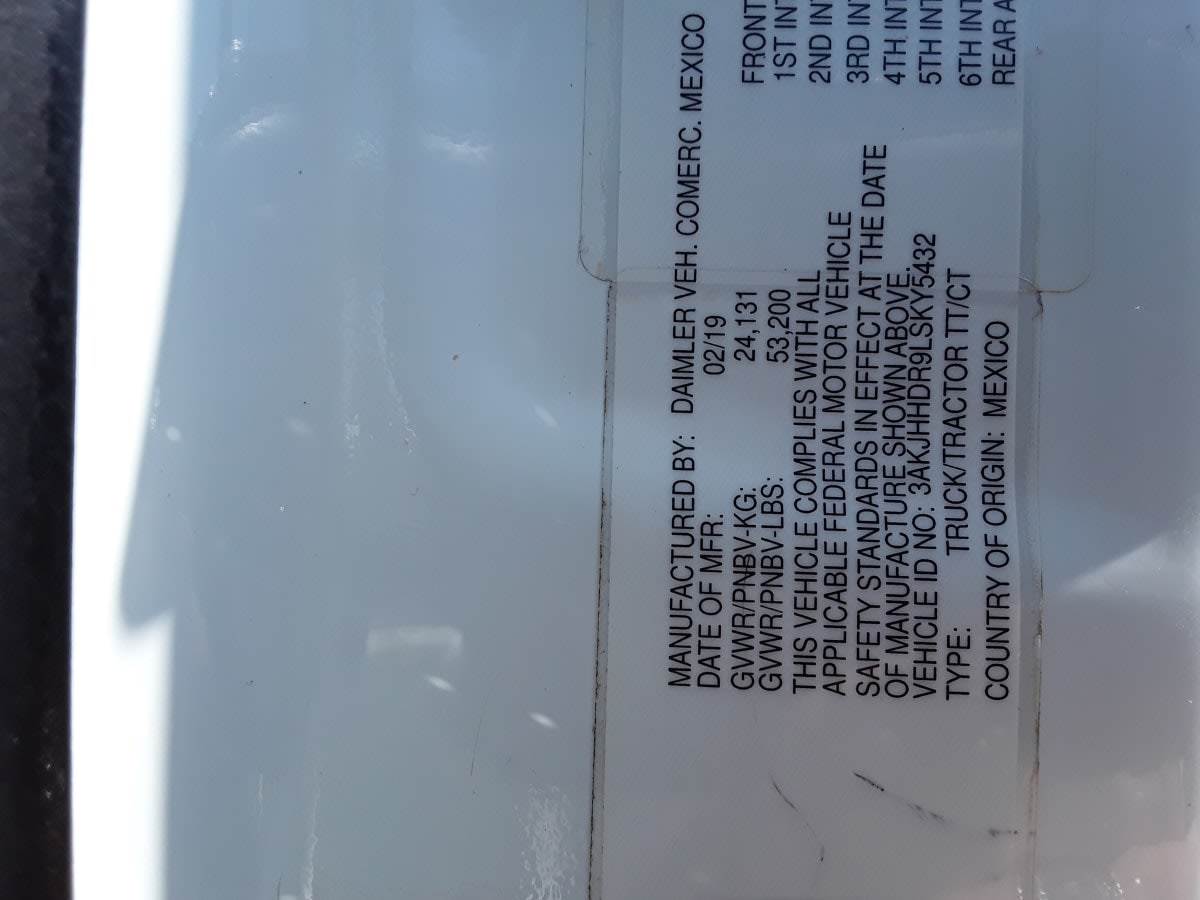 MANUFACTURED BY: DAIMLER VEH. COMERC. MEXICO
DATE OF MFR: 02/19
GVWR/PNBV-KG: 24,131
GVWR/PNBV-LBS: 53,200
THIS VEHICLE COMPLIES WITH ALL
APPLICABLE FEDERAL MOTOR VEHICLE
SAFETY STANDARDS IN EFFECT AT THE DATE
OF MANUFACTURE SHOWN ABOVE.
VEHICLE ID NO: 3AKJHHDR9LSKY5432
TYPE: TRUCK/TRACTOR TT/CT
COUNTRY OF ORIGIN: MEXICO
FRONT
1ST INT
2ND INT
3RD INT
4TH INT
5TH INT
6TH INT
REAR A